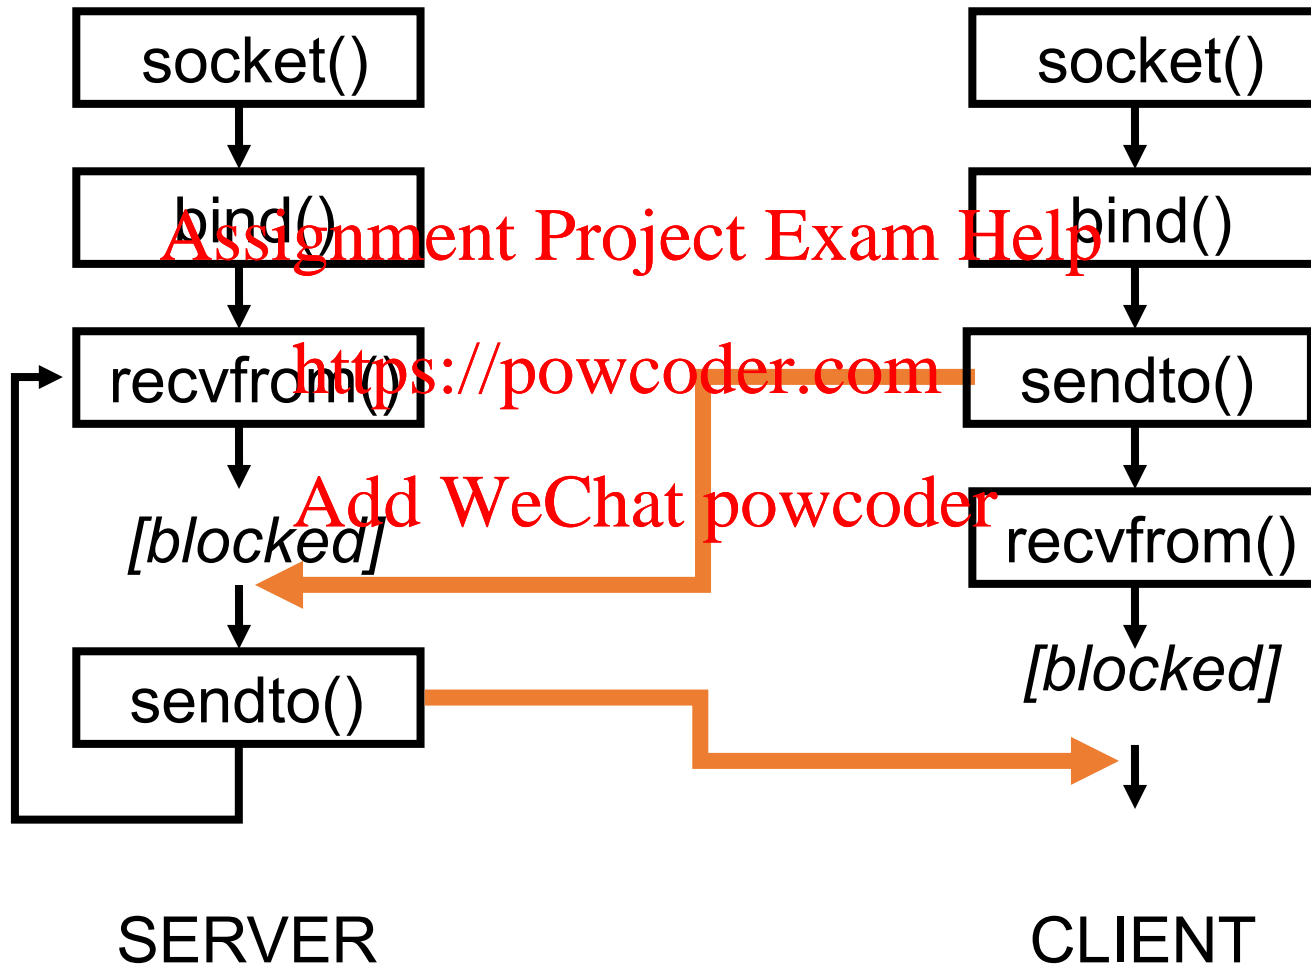 socket()
socket()
bind()
bind()
Assignment Project Exam Help
recvfrom()
https://powcoder.com
sendto()
Add WeChat powcoder
[blocked]
recvfrom()
sendto()
[blocked]
SERVER
CLIENT